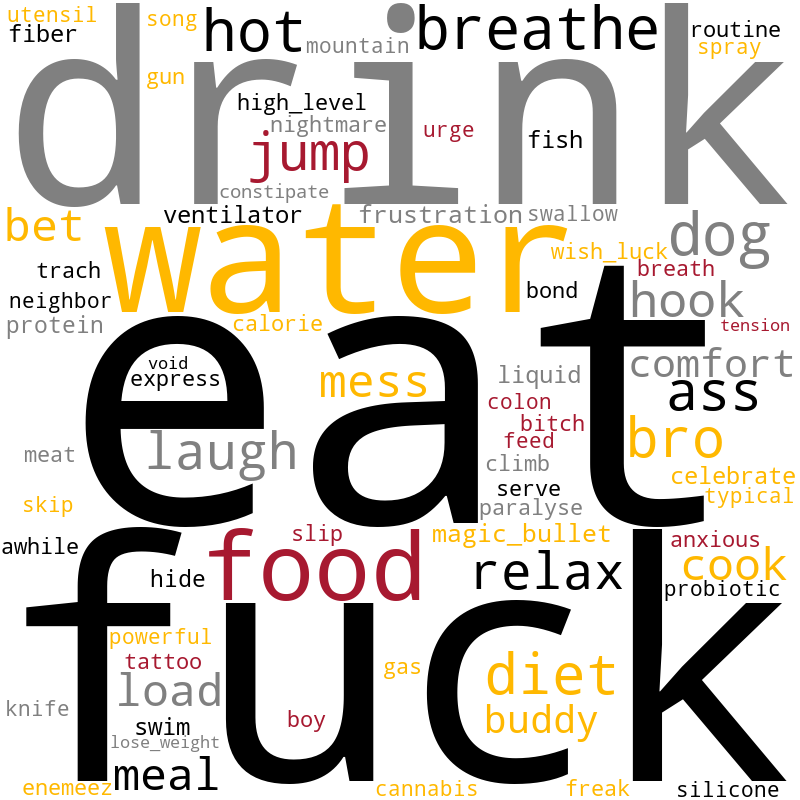 utensil
song
hot
breathe
routine
fiber
mountain
spray
drink
gun
high_level
nightmare
urge
fish
jump
constipate
ventilator
frustration
swallow
bet
water
dog
wish_luck
trach
breath
neighbor
bond
hook
protein
calorie
tension
eat
void
express
mess
liquid
comfort
ass
colon
bitch
bro
feed
laugh
meat
climb
celebrate
serve
typical
skip
paralyse
slip
magic_bullet
anxious
awhile
food
hide
relax
cook
probiotic
fuck
powerful
tattoo
gas
diet
load
knife
boy
buddy
swim
lose_weight
meal
enemeez
cannabis
freak
silicone